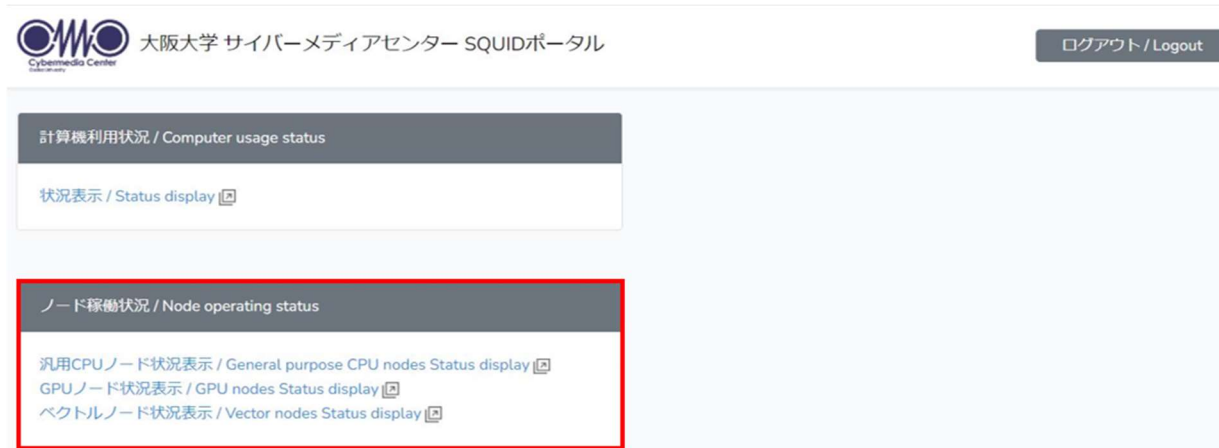 Cybermedia Center
Osaka University
大阪大学 サイバーメディアセンター SQUIDポータル
ログアウト / Logout
計算機利用状況 / Computer usage status
状況表示 / Status display
ノード稼働状況 / Node operating status
汎用CPUノード状況表示 / General purpose CPU nodes Status display
GPUノード状況表示 / GPU nodes Status display
ベクトルノード状況表示 / Vector nodes Status display